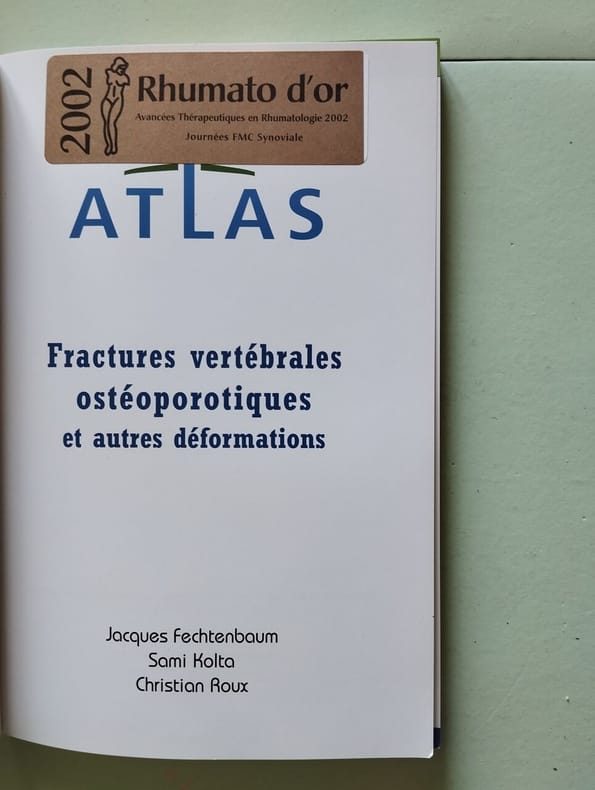 2002
Rhumato d'or
Avancées Thérapeutiques en Rhumatologie 2002
Journées FMC Synoviale
ATLAS
Fractures vertébrales
ostéoporotiques
et autres déformations
Jacques Fechtenbaum
Sami Kolta
Christian Roux